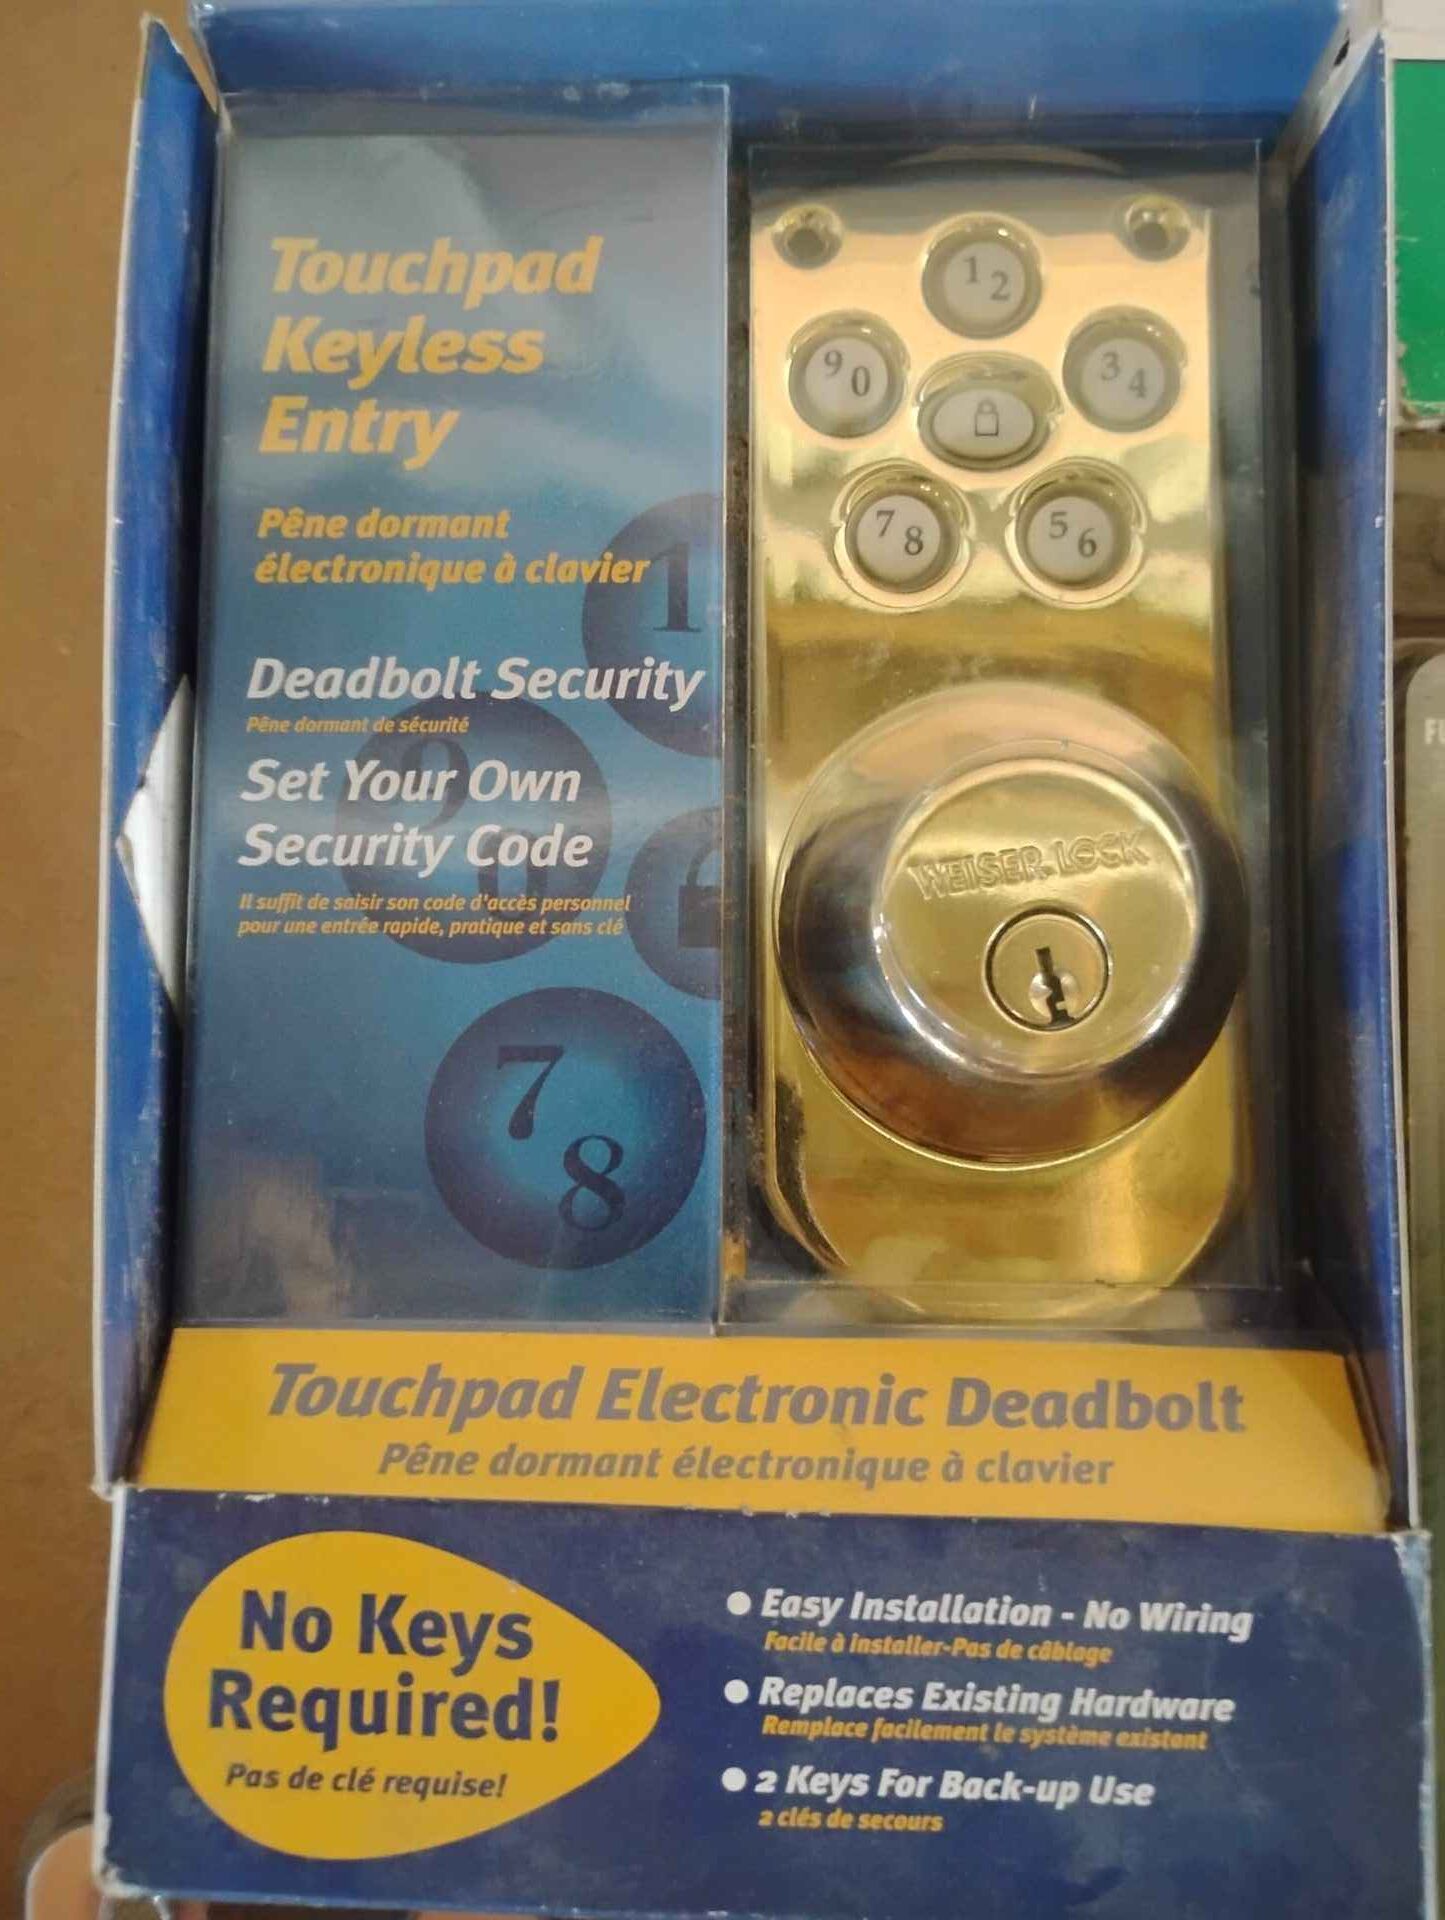 Touchpad
Keyless
Entry
Pêne dormant
électronique à clavier
Deadbolt Security
Pêne dormant de sécurité
Set Your Own
Security Code
Il suffit de saisir son code d'accès personnel
pour une entrée rapide, pratique et sans clé
1
9
0
7
8
1 2
9 0
3 4
7 8
5 6
WEISER LOCK
Touchpad Electronic Deadbolt
Pêne dormant électronique à clavier
No Keys
Required!
Pas de clé requise!
Easy Installation - No Wiring
Facile à installer-Pas de câblage
Replaces Existing Hardware
Remplace facilement le système existant
2 Keys For Back-up Use
2 clés de secours